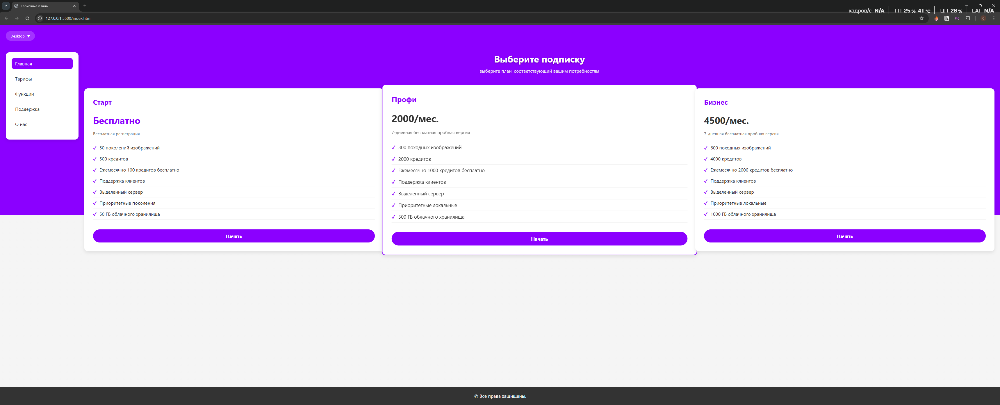 Тарифные планы
кадров/с N/A ГП 25 % 41 °C ЦП 28 % LAT N/A
127.0.0.1:5500/index.html
C
Desktop ▼
Главная
Тарифы
Функции
Поддержка
О нас
Выберите подписку
выберите план, соответствующий вашим потребностям
Старт
Бесплатно
Бесплатная регистрация
✓ 50 поколений изображений
✓ 500 кредитов
✓ Ежемесячно 100 кредитов бесплатно
✓ Поддержка клиентов
✓ Выделенный сервер
✓ Приоритетные поколения
✓ 50 ГБ облачного хранилища
Начать
Профи
2000/мес.
7-дневная бесплатная пробная версия
✓ 300 походных изображений
✓ 2000 кредитов
✓ Ежемесячно 1000 кредитов бесплатно
✓ Поддержка клиентов
✓ Выделенный сервер
✓ Приоритетные локальные
✓ 500 ГБ облачного хранилища
Начать
Бизнес
4500/мес.
7-дневная бесплатная пробная версия
✓ 600 походных изображений
✓ 4000 кредитов
✓ Ежемесячно 2000 кредитов бесплатно
✓ Поддержка клиентов
✓ Выделенный сервер
✓ Приоритетные локальные
✓ 1000 ГБ облачного хранилища
Начать
© Все права защищены.